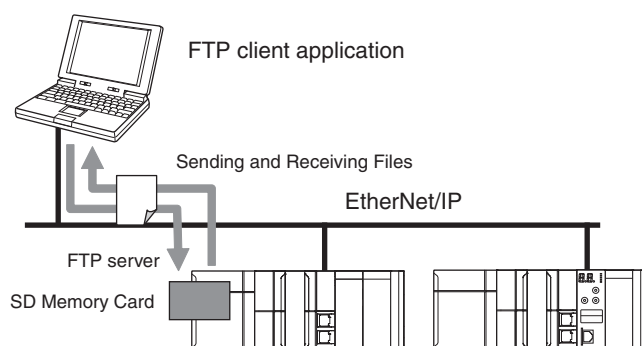 FTP client application
Sending and Receiving Files
EtherNet/IP
FTP server
SD Memory Card